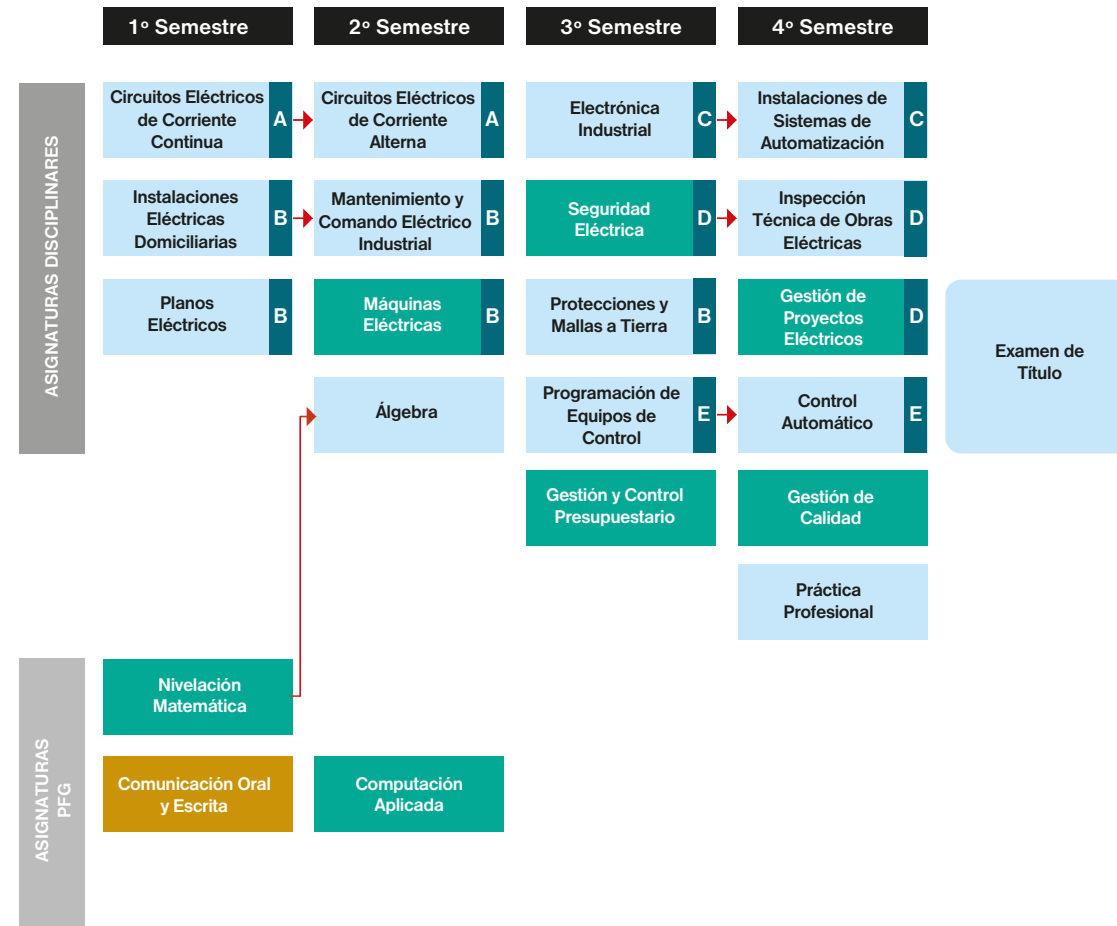 1º Semestre
2º Semestre
3º Semestre
4º Semestre
ASIGNATURAS DISCIPLINARES
Circuitos Eléctricos
de Corriente
Continua
A
Circuitos Eléctricos
de Corriente
Alterna
A
Electrónica
Industrial
C
Instalaciones de
Sistemas de
Automatización
C
Instalaciones
Eléctricas
Domiciliarias
B
Mantenimiento y
Comando Eléctrico
Industrial
B
Seguridad
Eléctrica
D
Inspección
Técnica de Obras
Eléctricas
D
Planos
Eléctricos
B
Máquinas
Eléctricas
B
Protecciones y
Mallas a Tierra
B
Gestión de
Proyectos
Eléctricos
D
Examen de
Título
Álgebra
Programación de
Equipos de
Control
E
Control
Automático
E
Gestión y Control
Presupuestario
Gestión de
Calidad
Práctica
Profesional
ASIGNATURAS
PFG
Nivelación
Matemática
Comunicación Oral
y Escrita
Computación
Aplicada